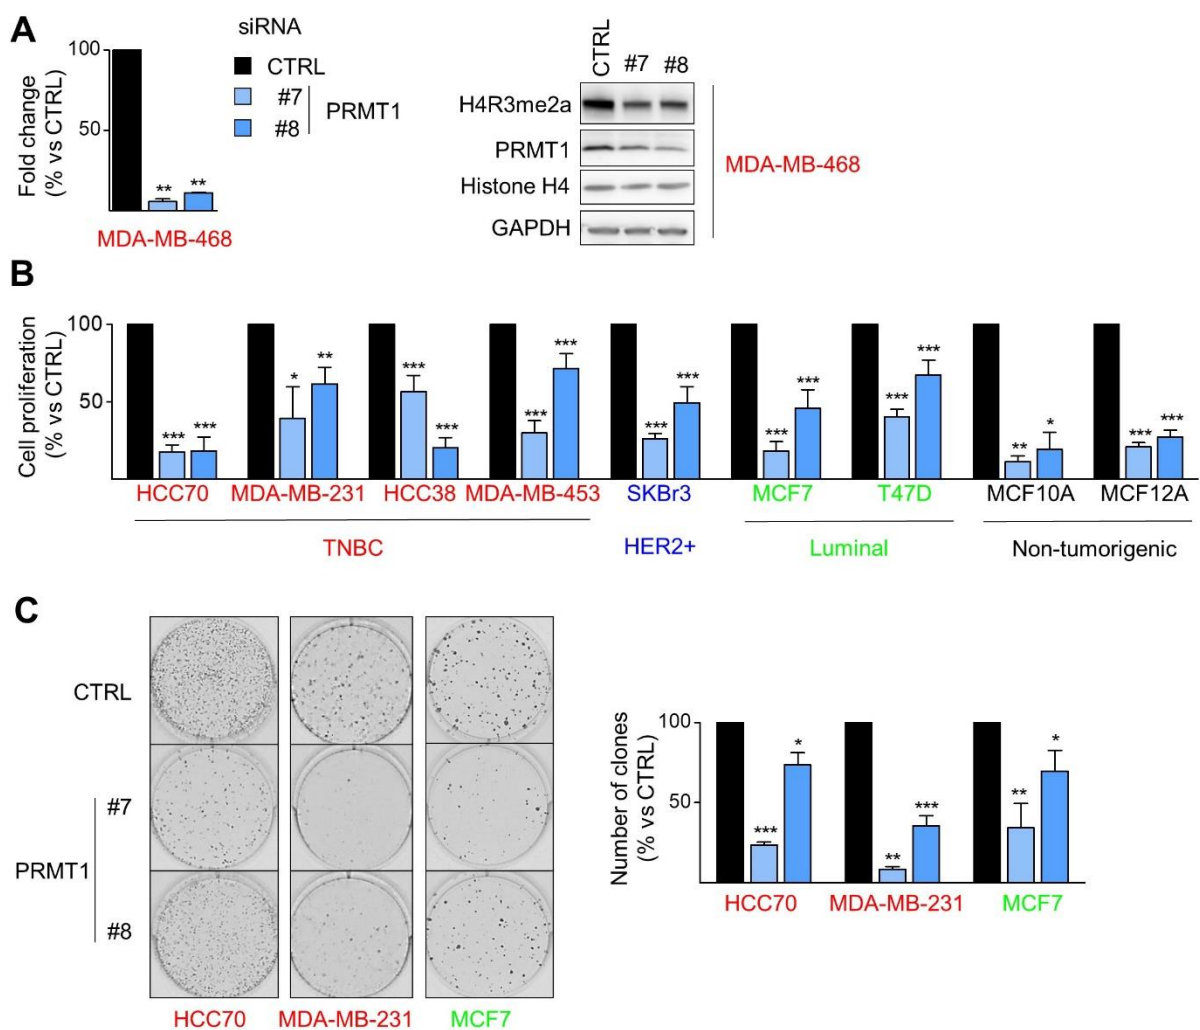 A
siRNA
CTRL
#7
#8
PRMT1
Fold change
(% vs CTRL)
100
50
** **
MDA-MB-468
CTRL #7 #8
H4R3me2a
PRMT1
Histone H4
GAPDH
MDA-MB-468
B
Cell proliferation
(% vs CTRL)
100
50
*** *** * ** *** *** *** *** *** *** *** *** *** *** ** * *** ***
HCC70 MDA-MB-231 HCC38 MDA-MB-453 SKBr3 MCF7 T47D MCF10A MCF12A
TNBC HER2+ Luminal Non-tumorigenic
C
CTRL
#7
PRMT1
#8
HCC70 MDA-MB-231 MCF7
Number of clones
(% vs CTRL)
100
50
*** * ** *** ** *
HCC70 MDA-MB-231 MCF7